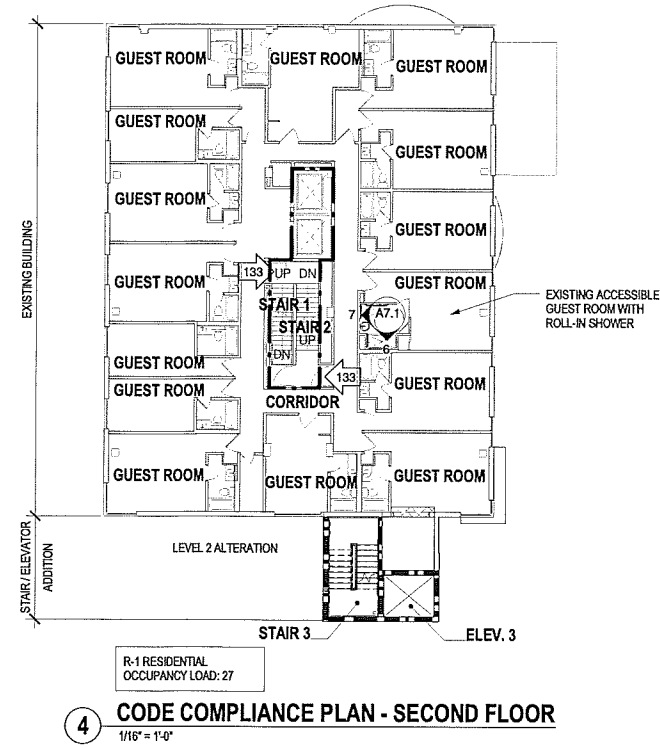 GUEST ROOM
GUEST ROOM
GUEST ROOM
GUEST ROOM
GUEST ROOM
GUEST ROOM
GUEST ROOM
GUEST ROOM
EXISTING BUILDING
133
UP DN
GUEST ROOM
GUEST ROOM
EXISTING ACCESSIBLE
GUEST ROOM WITH
ROLL-IN SHOWER
STAIR 1
7
A7.1
STAIR 2
UP
6
DN
GUEST ROOM
133
GUEST ROOM
GUEST ROOM
CORRIDOR
GUEST ROOM
GUEST ROOM
GUEST ROOM
STAIR / ELEVATOR
ADDITION
LEVEL 2 ALTERATION
STAIR 3
ELEV. 3
R-1 RESIDENTIAL
OCCUPANCY LOAD: 27
4
CODE COMPLIANCE PLAN - SECOND FLOOR
1/16" = 1'-0"